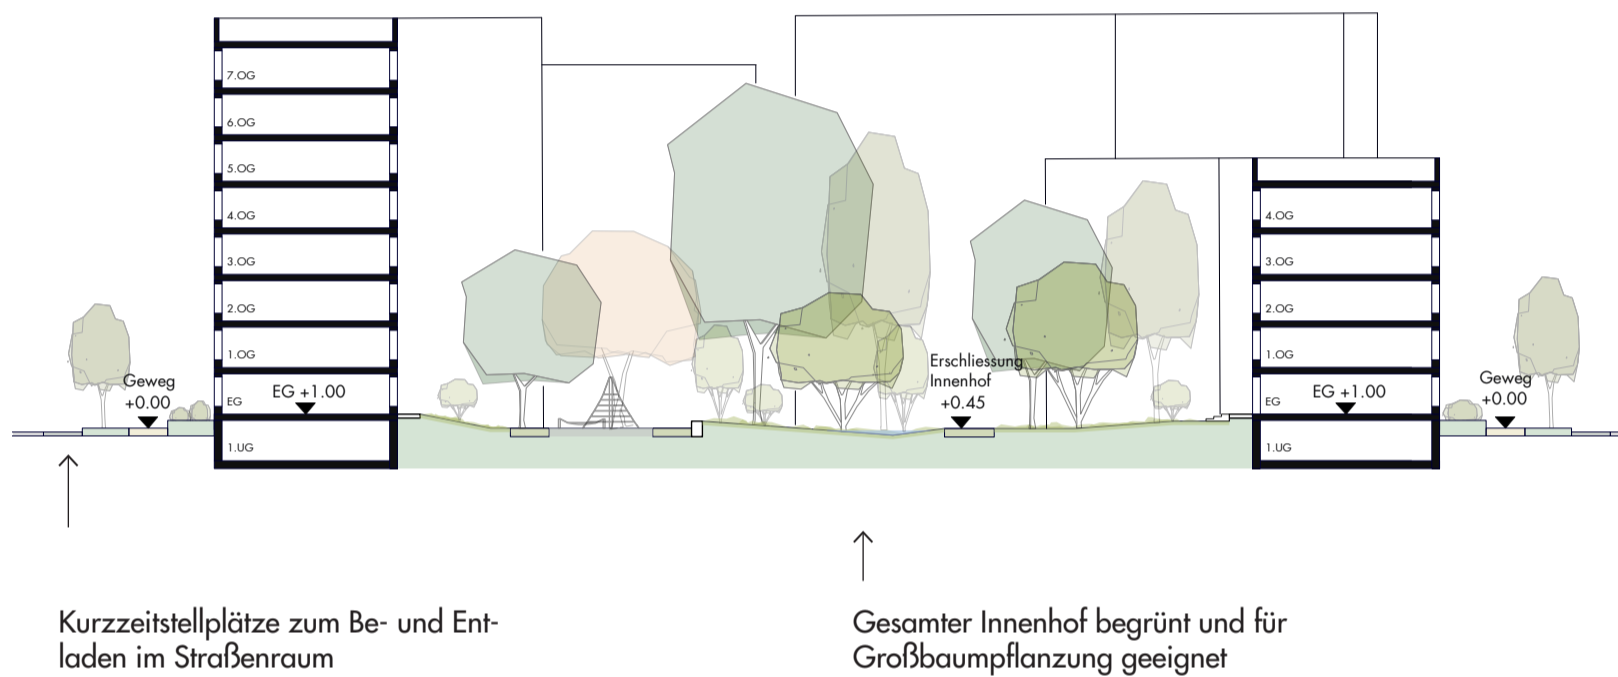 7.OG
6.OG
5.OG
4.OG
3.OG
2.OG
1.OG
EG
1.UG
EG +1.00
Geweg
+0.00
Erschliessung
Innenhof
+0.45
4.OG
3.OG
2.OG
1.OG
EG
1.UG
EG +1.00
Geweg
+0.00
Kurzzeitstellplätze zum Be- und Ent-
laden im Straßenraum
Gesamter Innenhof begrünt und für
Großbaumpflanzung geeignet